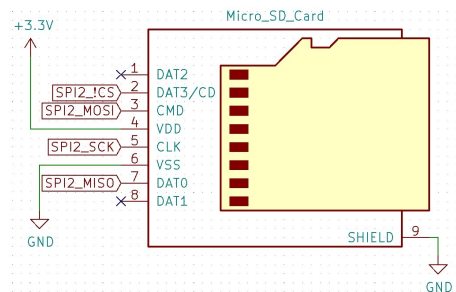 Micro_SD_Card
+3.3V
1 DAT2
SPI2_!CS 2 DAT3/CD
SPI2_MOSI 3 CMD
4 VDD
SPI2_SCK 5 CLK
6 VSS
SPI2_MISO 7 DAT0
8 DAT1
SHIELD 9
GND
GND